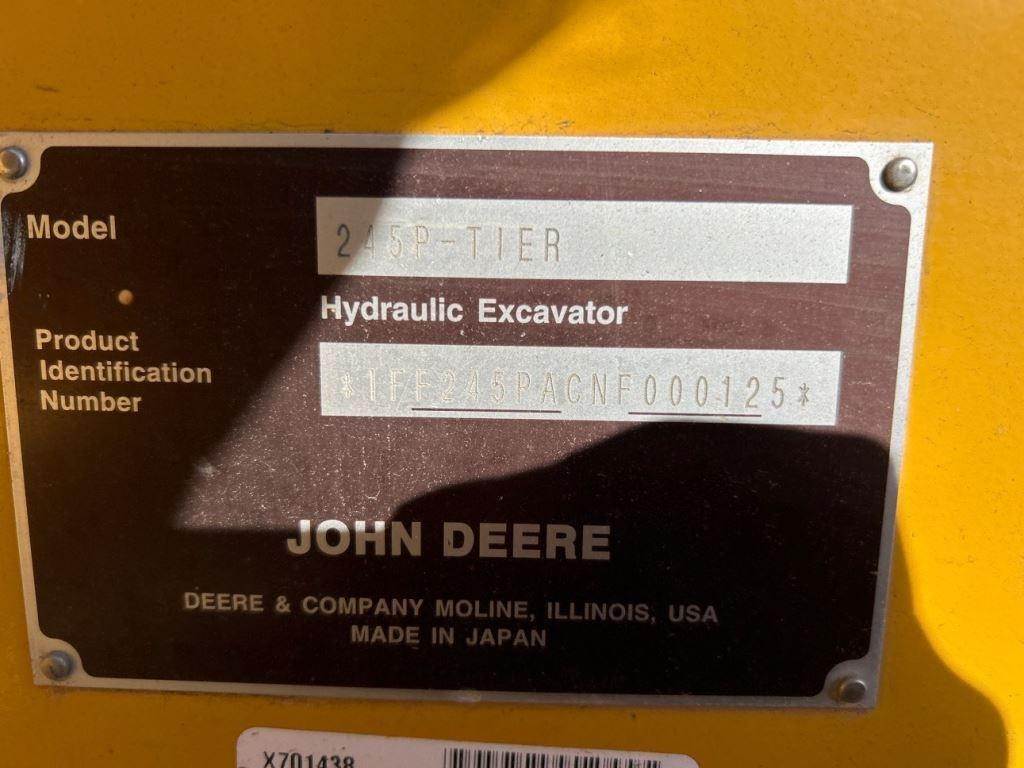 Model
245P-TIER
Hydraulic Excavator
Product
Identification
Number
*1FF245PACNF000125*
JOHN DEERE
DEERE & COMPANY MOLINE, ILLINOIS, USA
MADE IN JAPAN
X701438